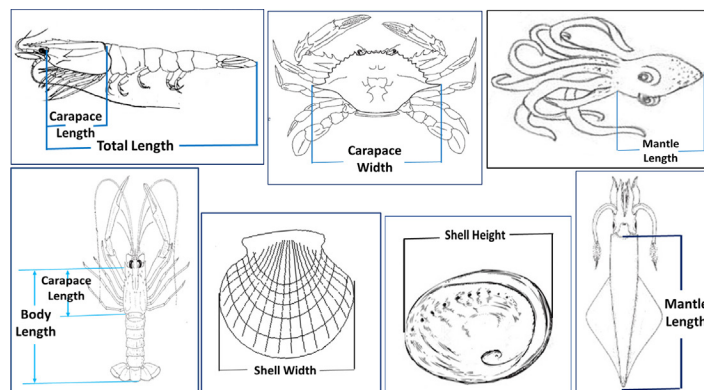 Carapace
Length
Total Length
Carapace
Width
Mantle
Length
Carapace
Length
Body
Length
Shell Width
Shell Height
Mantle
Length